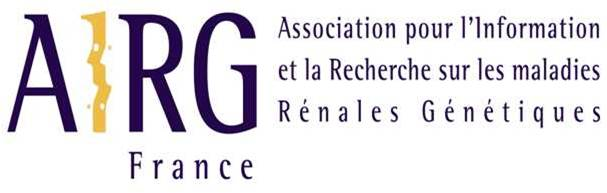 AIRG
France
Association pour l'Information
et la Recherche sur les maladies
Rénales Génétiques